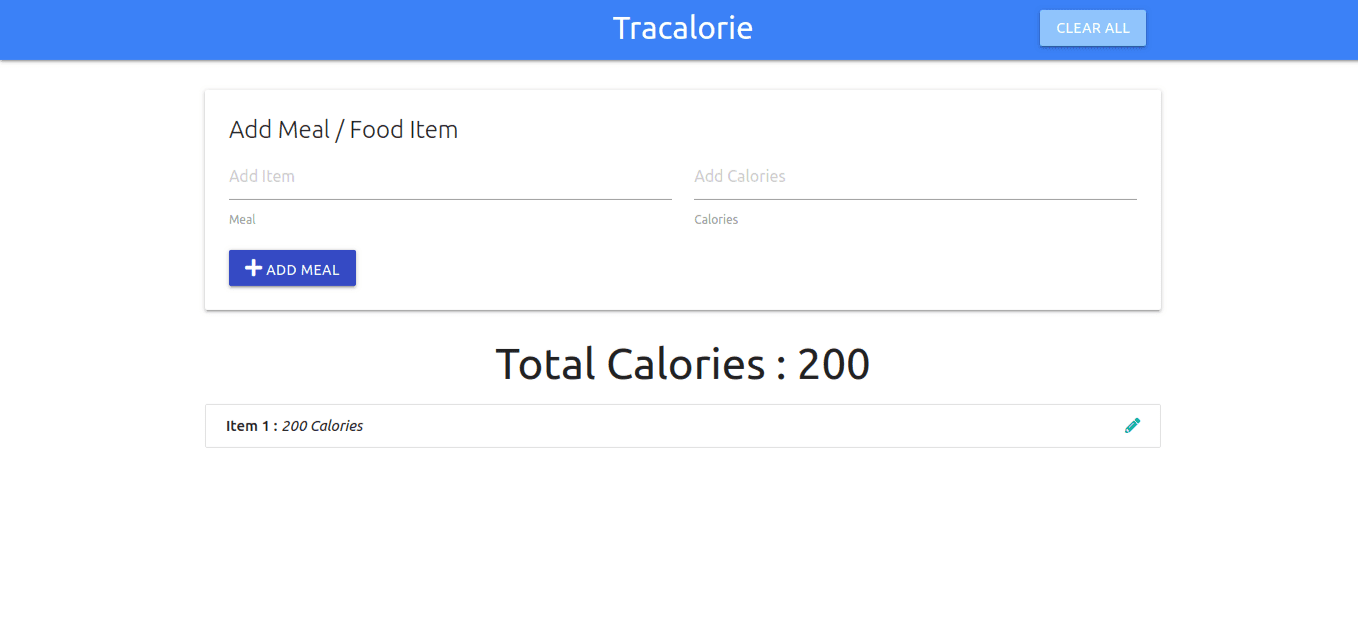 Tracalorie
CLEAR ALL
Add Meal / Food Item
Add Item
Add Calories
Meal
Calories
ADD MEAL
Total Calories : 200
Item 1 : 200 Calories